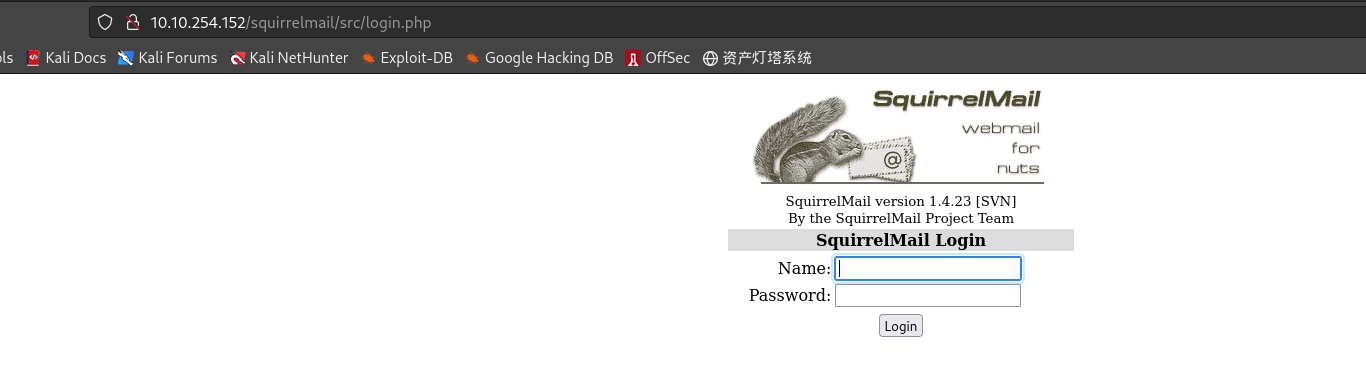 10.10.254.152/squirrelmail/src/login.php
ls Kali Docs Kali Forums Kali NetHunter Exploit-DB Google Hacking DB OffSec 资产灯塔系统
SquirrelMail
webmail
for
nuts
@
SquirrelMail version 1.4.23 [SVN]
By the SquirrelMail Project Team
SquirrelMail Login
Name:
Password:
Login